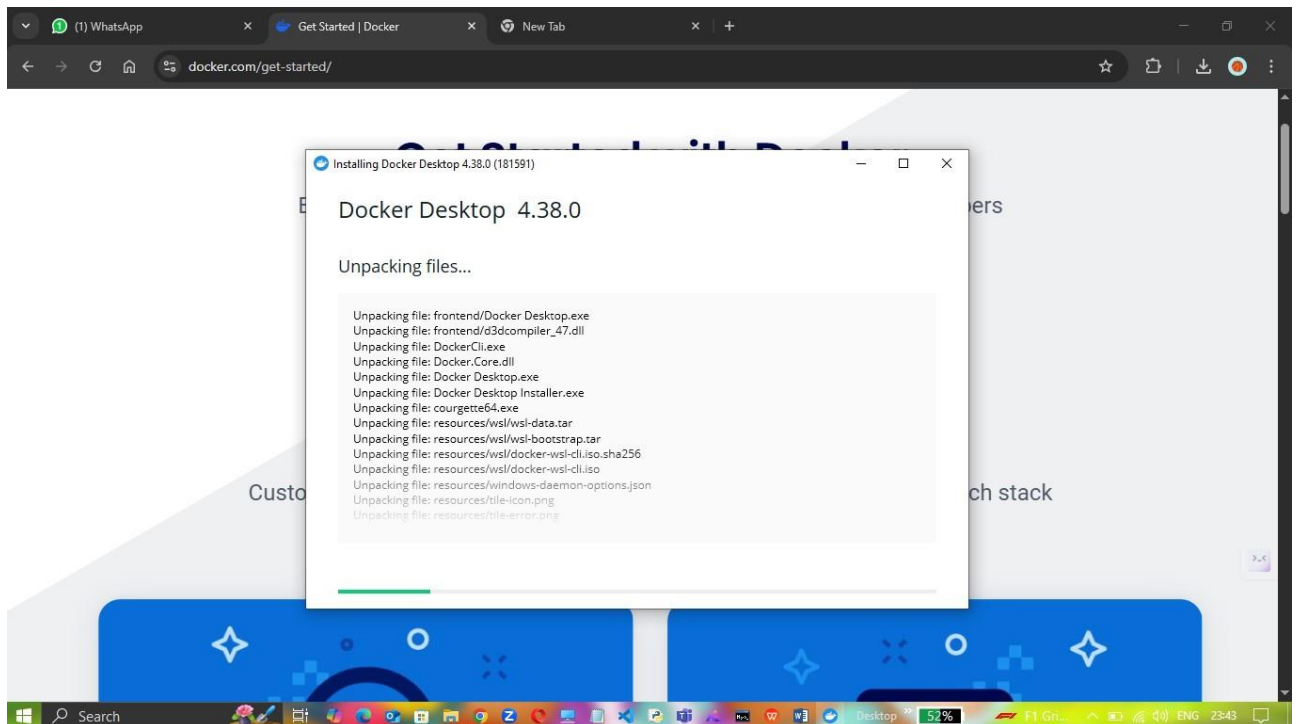 (1) WhatsApp
Get Started | Docker
New Tab
docker.com/get-started/
Installing Docker Desktop 4.38.0 (181591)
Docker Desktop 4.38.0
ers
Unpacking files...
Unpacking file: frontend/Docker Desktop.exe
Unpacking file: frontend/d3dcompiler_47.dll
Unpacking file: DockerCli.exe
Unpacking file: Docker.Core.dll
Unpacking file: Docker Desktop.exe
Unpacking file: Docker Desktop Installer.exe
Unpacking file: courgette64.exe
Unpacking file: resources/wsl/wsl-data.tar
Unpacking file: resources/wsl/wsl-bootstrap.tar
Unpacking file: resources/wsl/docker-wsl-cli.iso.sha256
Unpacking file: resources/wsl/docker-wsl-cli.iso
Unpacking file: resources/windows-daemon-options.json
Unpacking file: resources/tile-icon.png
Unpacking file: resources/tile-error.png
Custo ch stack
Search Desktop 52% F1 Gri... ENG 23:43